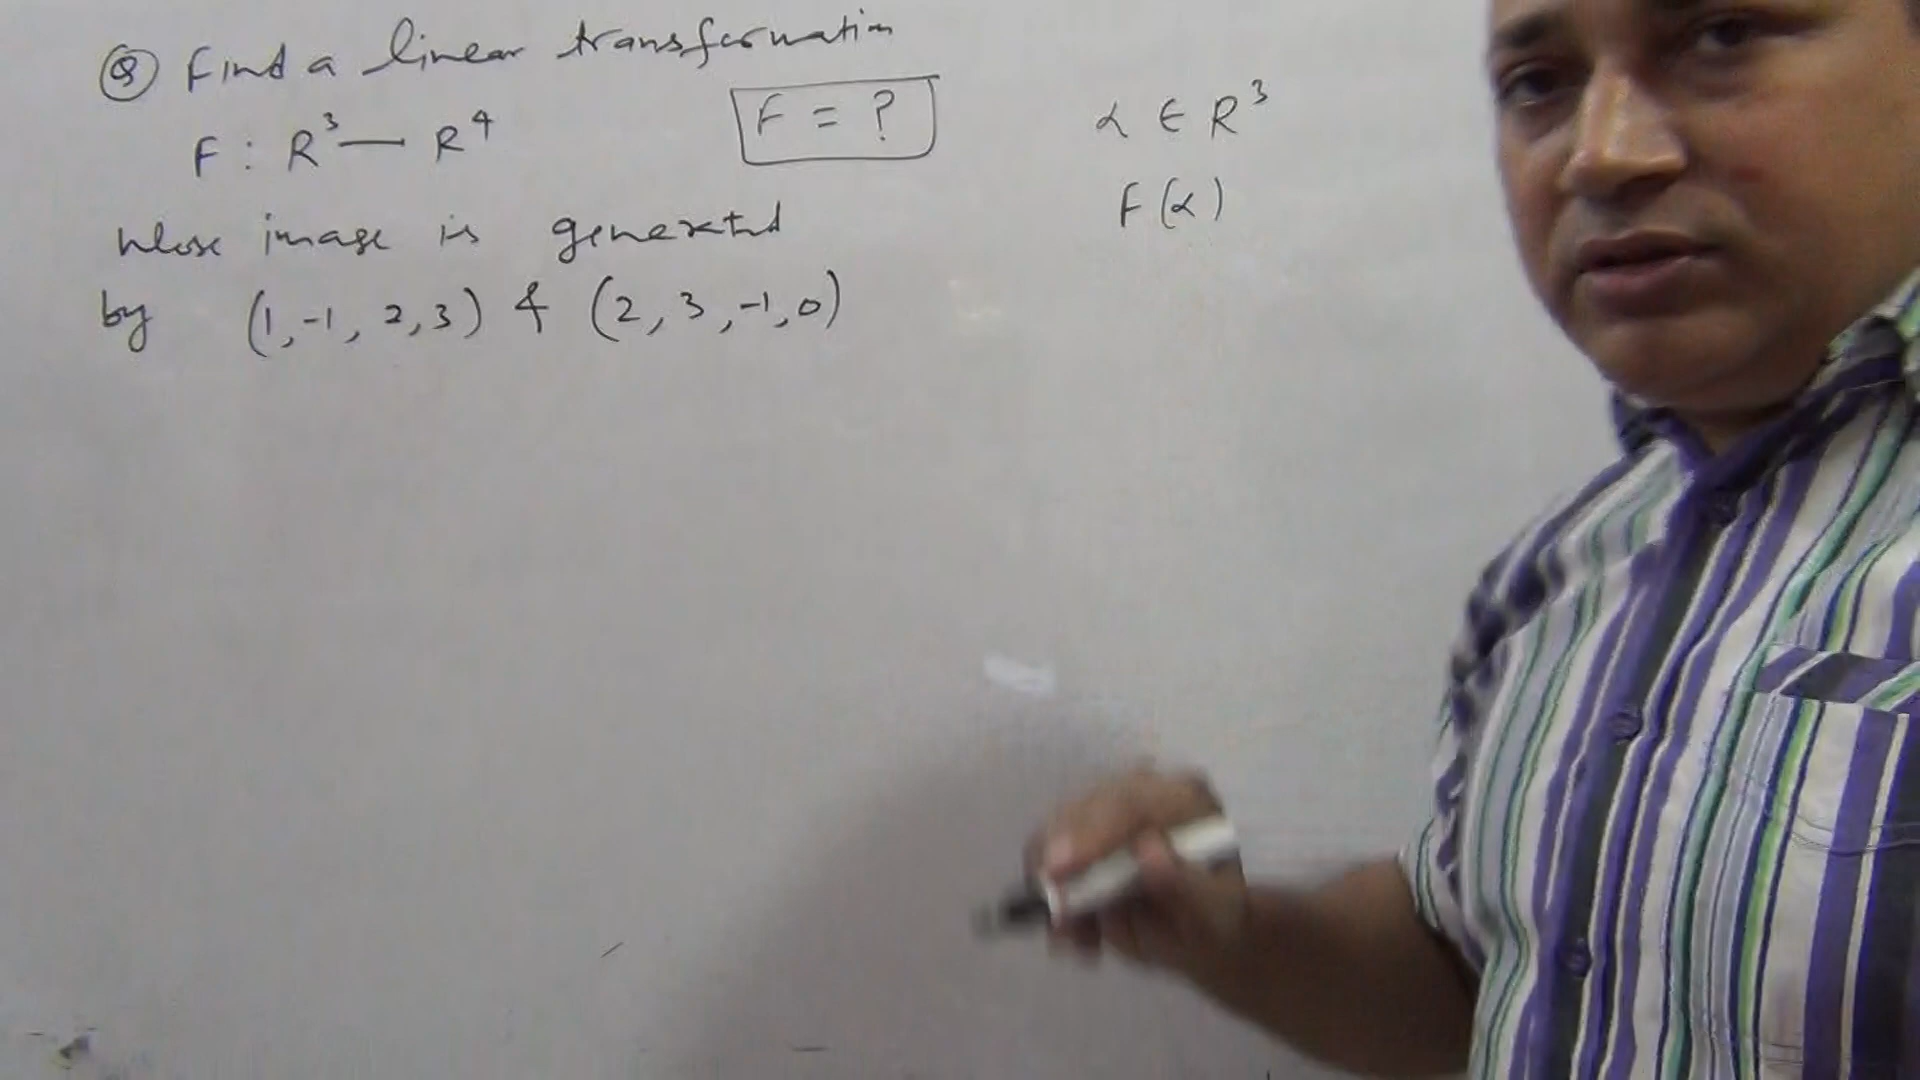 Q Find a linear transformation
F : R³ — R⁴
F = ?
whose image is generated
by (1, -1, 2, 3) & (2, 3, -1, 0)
α ∈ R³
F(α)